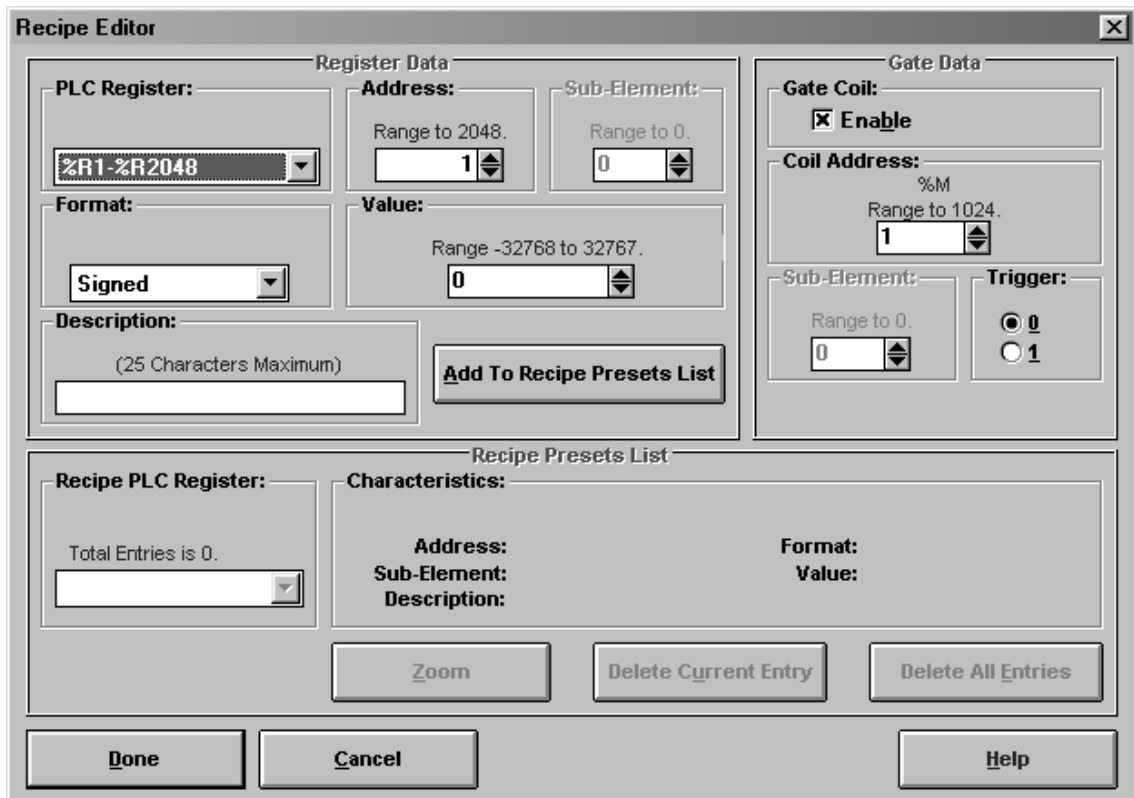 Recipe Editor
Register Data
PLC Register:
%R1-%R2048
Address:
Range to 2048.
1
Sub-Element:
Range to 0.
0
Format:
Signed
Value:
Range -32768 to 32767.
0
Description:
(25 Characters Maximum)
Add To Recipe Presets List
Gate Data
Gate Coil:
Enable
Coil Address:
%M
Range to 1024.
1
Sub-Element:
Range to 0.
0
Trigger:
0
1
Recipe Presets List
Recipe PLC Register:
Total Entries is 0.
Characteristics:
Address:
Format:
Sub-Element:
Value:
Description:
Zoom
Delete Current Entry
Delete All Entries
Done
Cancel
Help